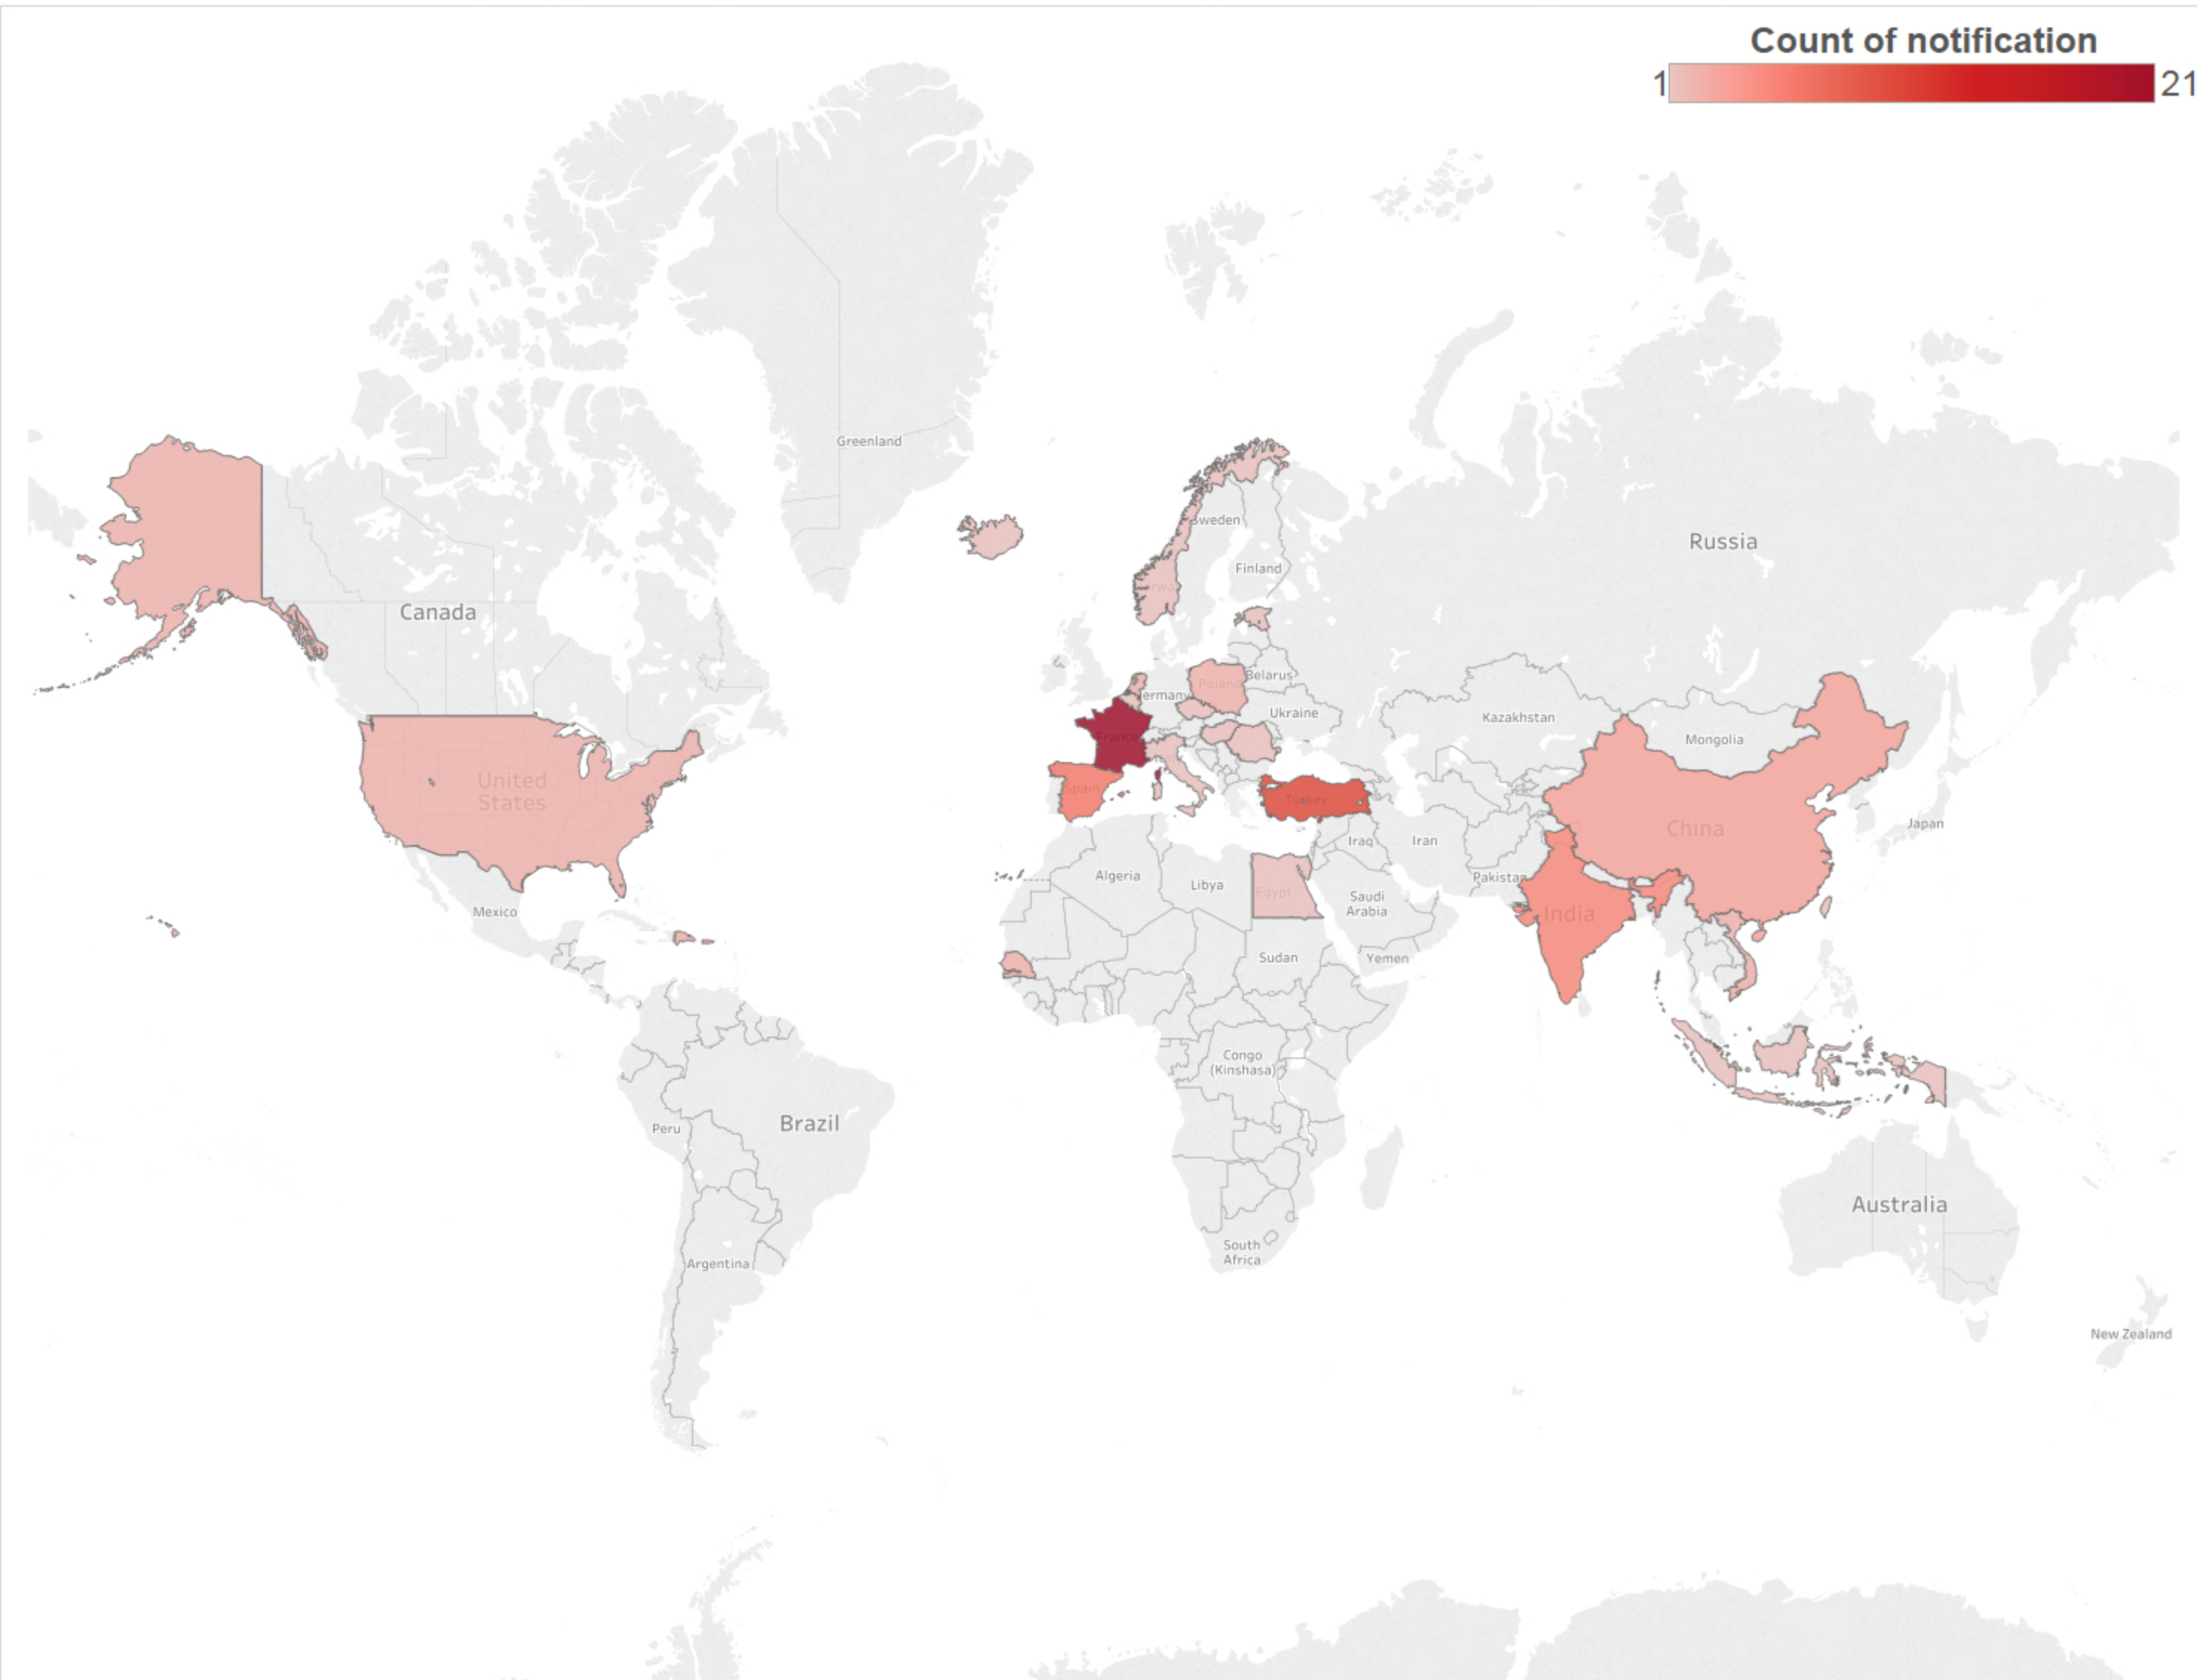 Count of notification
1
21
Greenland
Sweden
Russia
Finland
Canada
Belarus
Poland
Germany
Ukraine
Kazakhstan
France
Mongolia
United
States
Spain
Turkey
China
Japan
Iraq
Iran
Algeria
Libya
Egypt
Pakistan
Saudi
Arabia
Mexico
India
Sudan
Yemen
Congo
(Kinshasa)
Brazil
Peru
Australia
South
Africa
Argentina
New Zealand